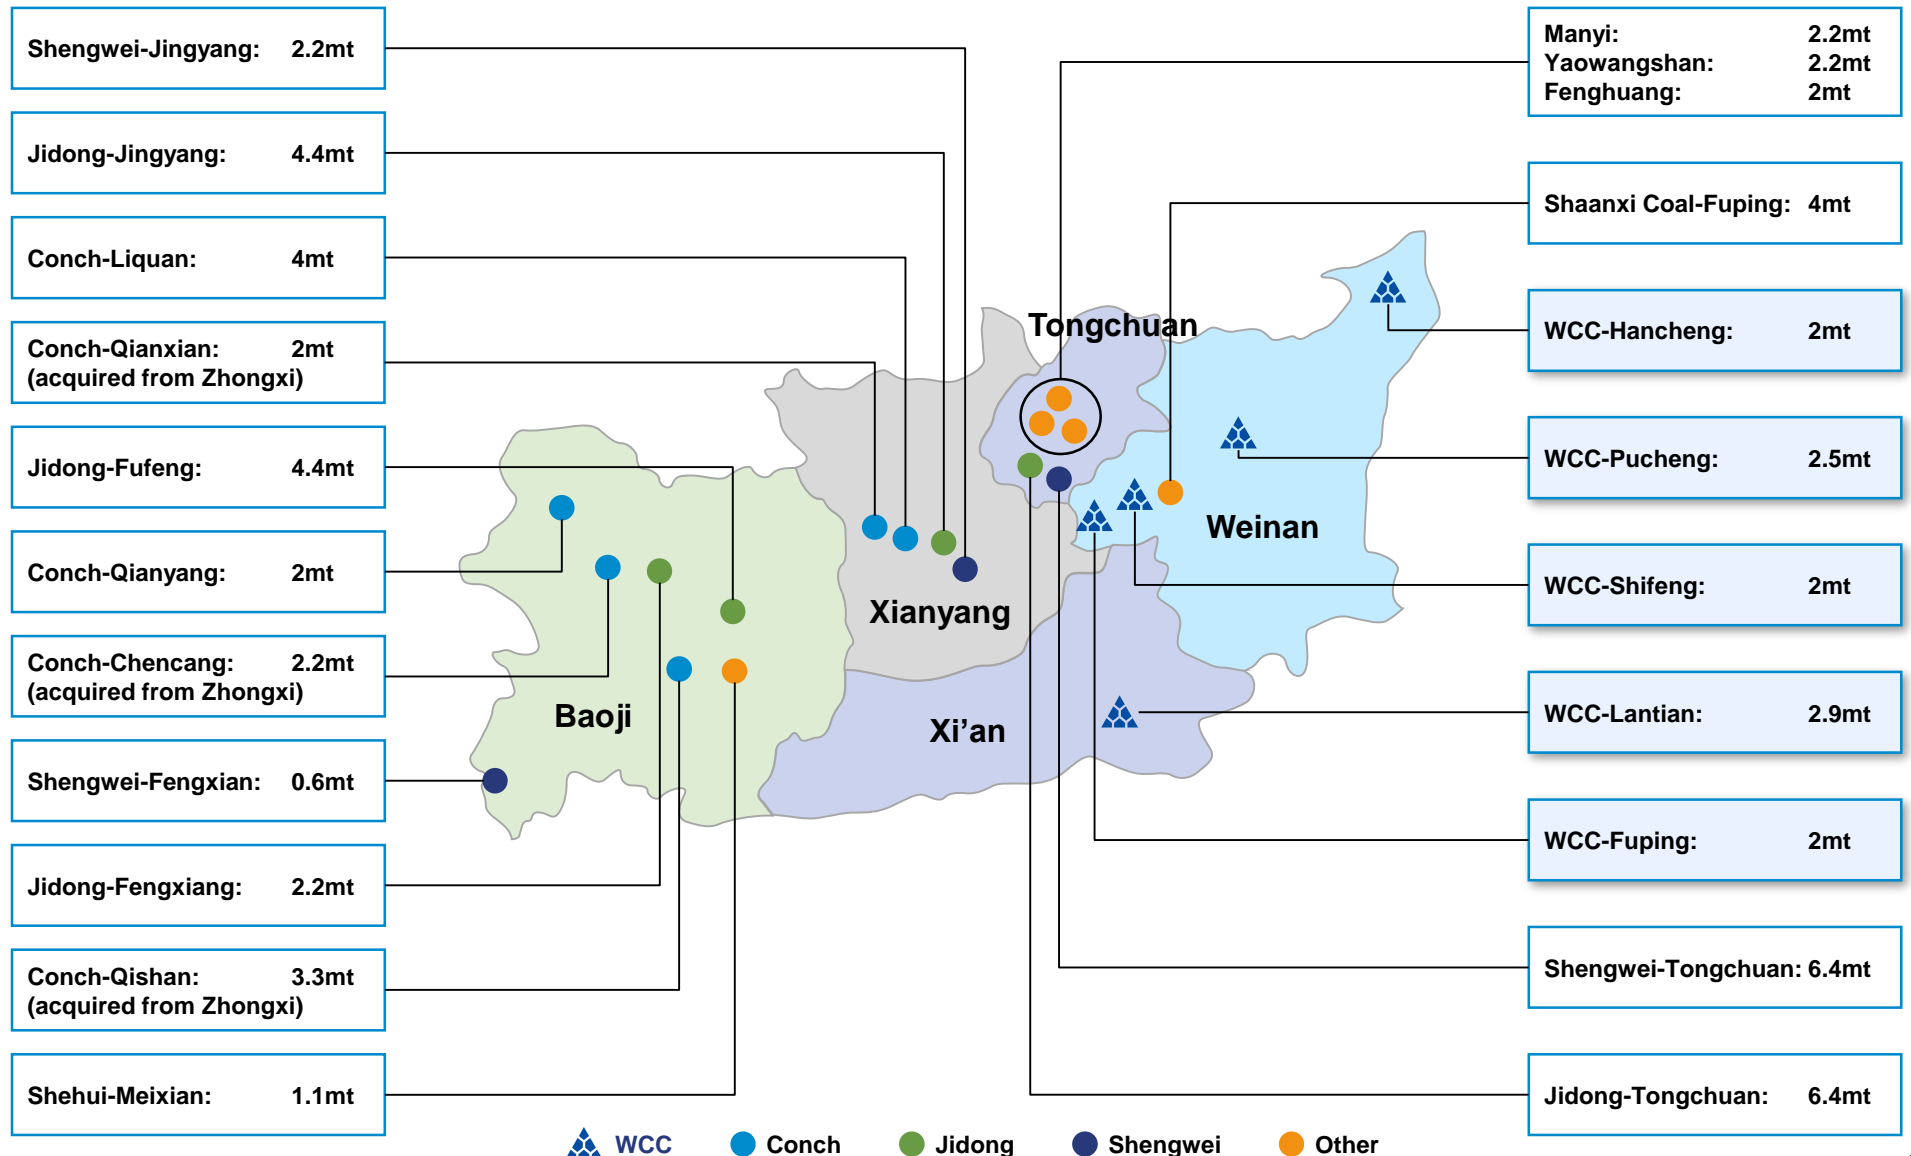 Shengwei-Jingyang: 2.2mt
Jidong-Jingyang: 4.4mt
Conch-Liquan: 4mt
Conch-Qianxian: 2mt
(acquired from Zhongxi)
Jidong-Fufeng: 4.4mt
Conch-Qianyang: 2mt
Conch-Chencang: 2.2mt
(acquired from Zhongxi)
Shengwei-Fengxian: 0.6mt
Jidong-Fengxiang: 2.2mt
Conch-Qishan: 3.3mt
(acquired from Zhongxi)
Shehui-Meixian: 1.1mt
Tongchuan
Weinan
Xianyang
Baoji
Xi’an
Manyi: 2.2mt
Yaowangshan: 2.2mt
Fenghuang: 2mt
Shaanxi Coal-Fuping: 4mt
WCC-Hancheng: 2mt
WCC-Pucheng: 2.5mt
WCC-Shifeng: 2mt
WCC-Lantian: 2.9mt
WCC-Fuping: 2mt
Shengwei-Tongchuan: 6.4mt
Jidong-Tongchuan: 6.4mt
WCC Conch Jidong Shengwei Other